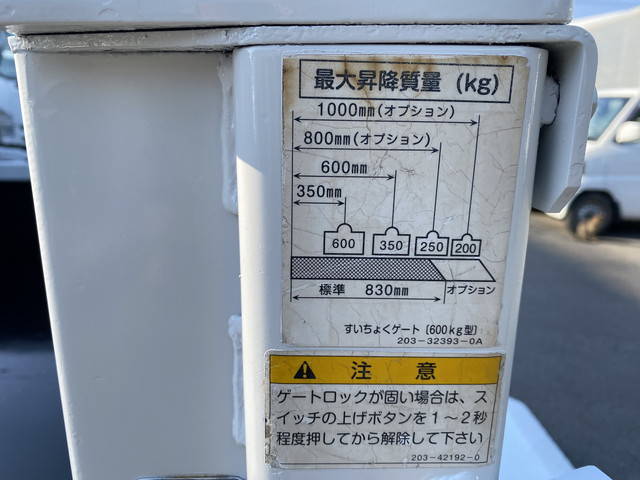 最大昇降質量 (kg)
1000mm(オプション)
800mm(オプション)
600mm
350mm
600 350 250 200
標準 830mm オプション
すいちょくゲート〔600kg型〕
203-32393-0A
注 意
ゲートロックが固い場合は、ス
イッチの上げボタンを1〜2秒
程度押してから解除して下さい
203-42192-0